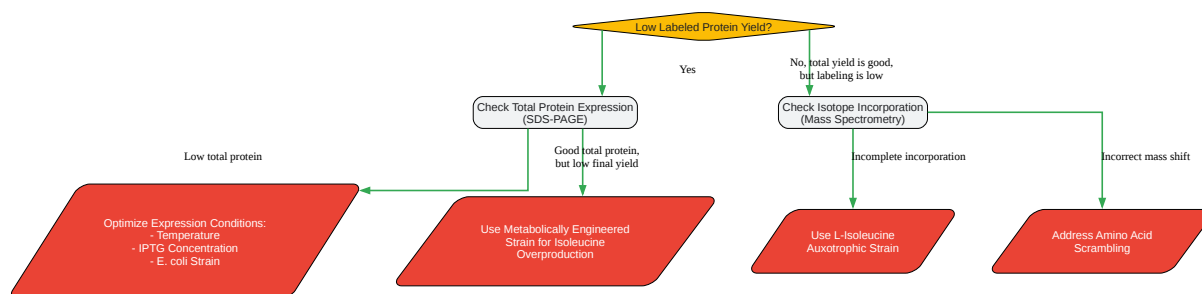 Low Labeled Protein Yield?
Yes
No, total yield is good,
but labeling is low
Check Total Protein Expression
(SDS-PAGE)
Check Isotope Incorporation
(Mass Spectrometry)
Low total protein
Good total protein,
but low final yield
Incomplete incorporation
Incorrect mass shift
Optimize Expression Conditions:
- Temperature
- IPTG Concentration
- E. coli Strain
Use Metabolically Engineered
Strain for Isoleucine
Overproduction
Use L-Isoleucine
Auxotrophic Strain
Address Amino Acid
Scrambling